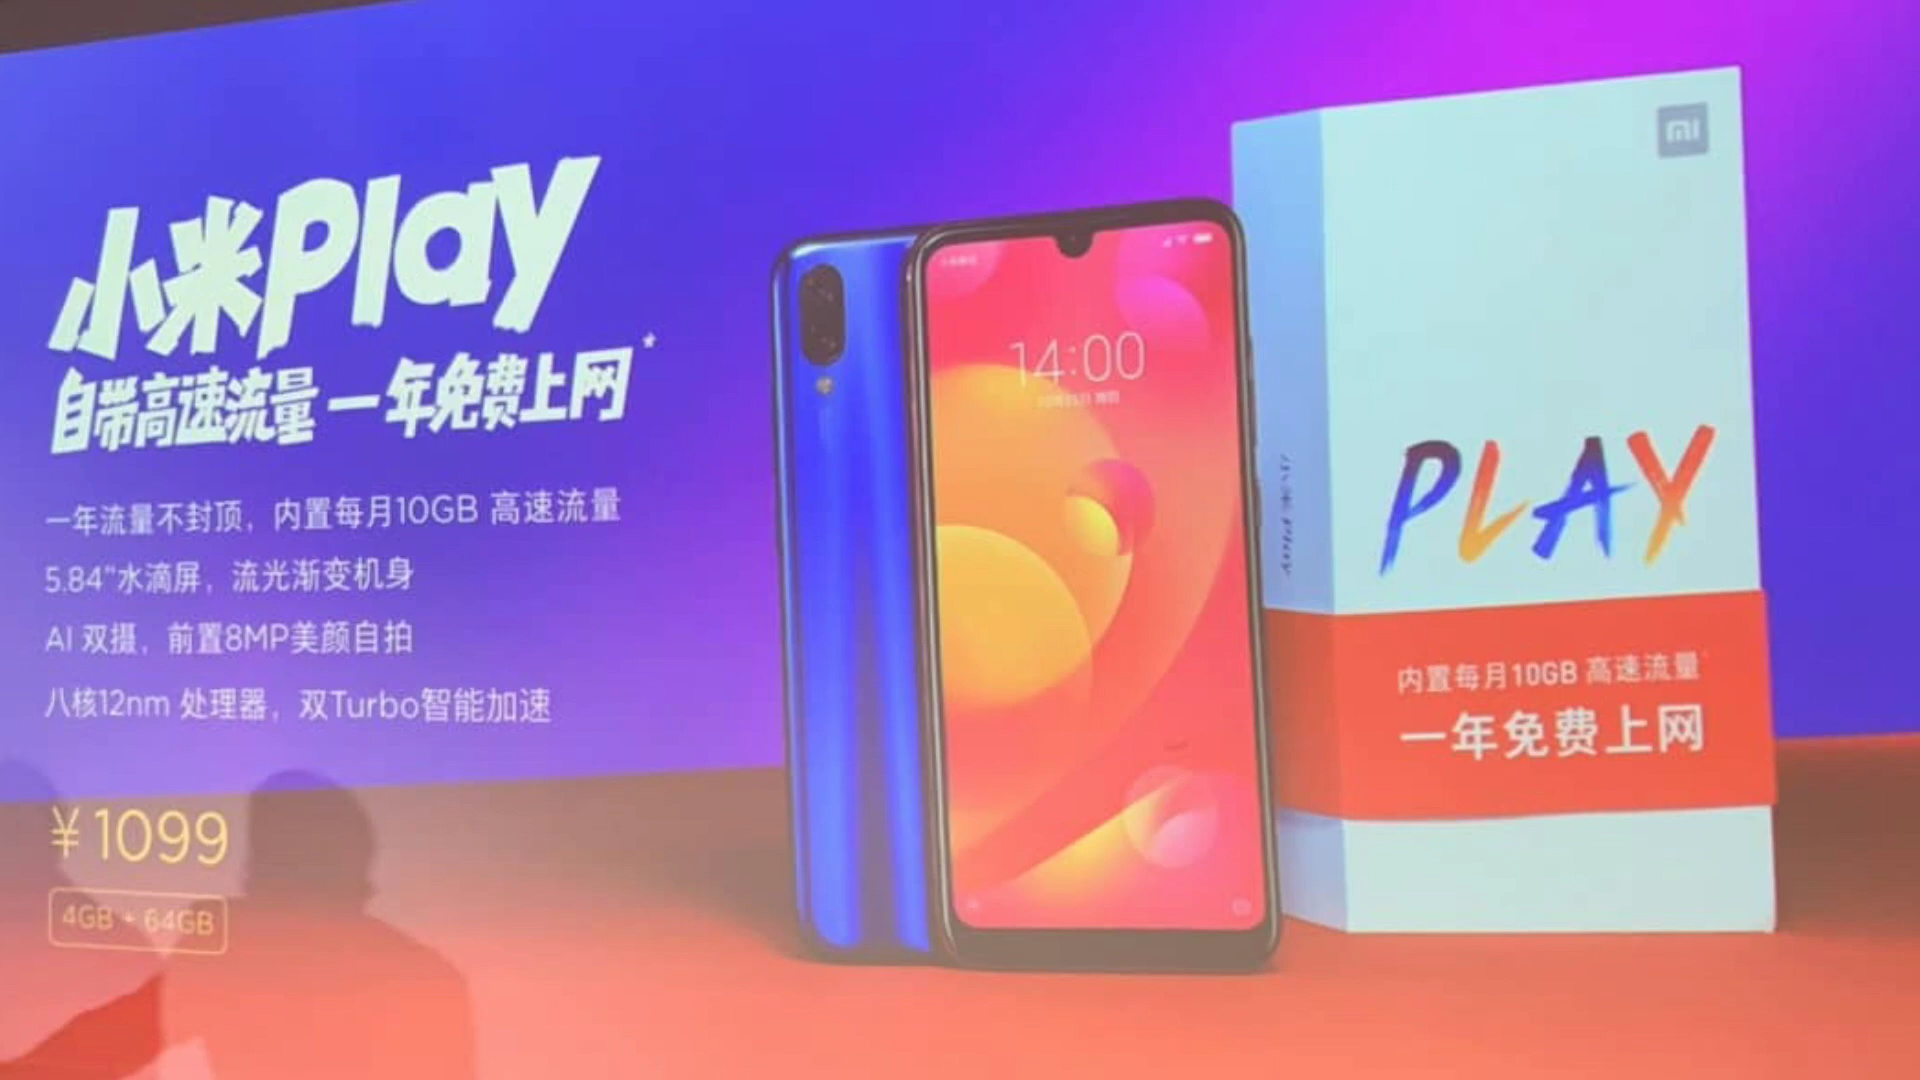 小米Play
自带高速流量 一年免费上网*
一年流量不封顶，内置每月10GB 高速流量
5.84"水滴屏，流光渐变机身
AI 双摄，前置8MP美颜自拍
八核12nm 处理器，双Turbo智能加速
¥1099
4GB + 64GB
14:00
mi
小米Play
PLAY
内置每月10GB 高速流量
一年免费上网